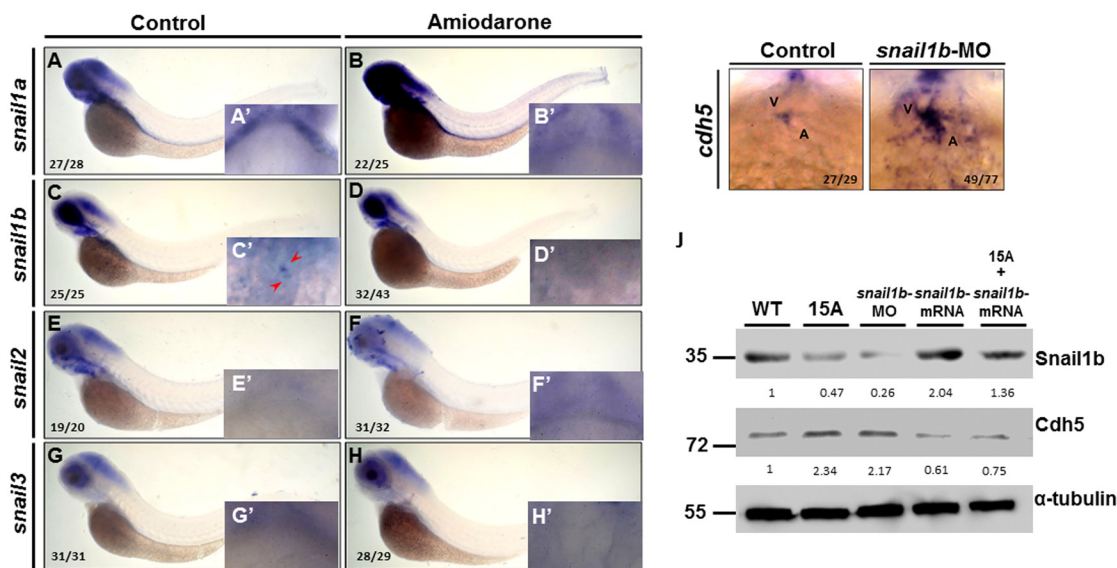 Control
Amiodarone
snail1a
A
A’
27/28
B
B’
22/25
snail1b
C
C’
25/25
D
D’
32/43
snail2
E
E’
19/20
F
F’
31/32
snail3
G
G’
31/31
H
H’
28/29
Control
snail1b-MO
cdh5
V
A
27/29
V
A
49/77
J
WT
15A
snail1b-
MO
snail1b-
mRNA
15A
+
snail1b-
mRNA
35
Snail1b
1 0.47 0.26 2.04 1.36
Cdh5
72
1 2.34 2.17 0.61 0.75
55
α-tubulin